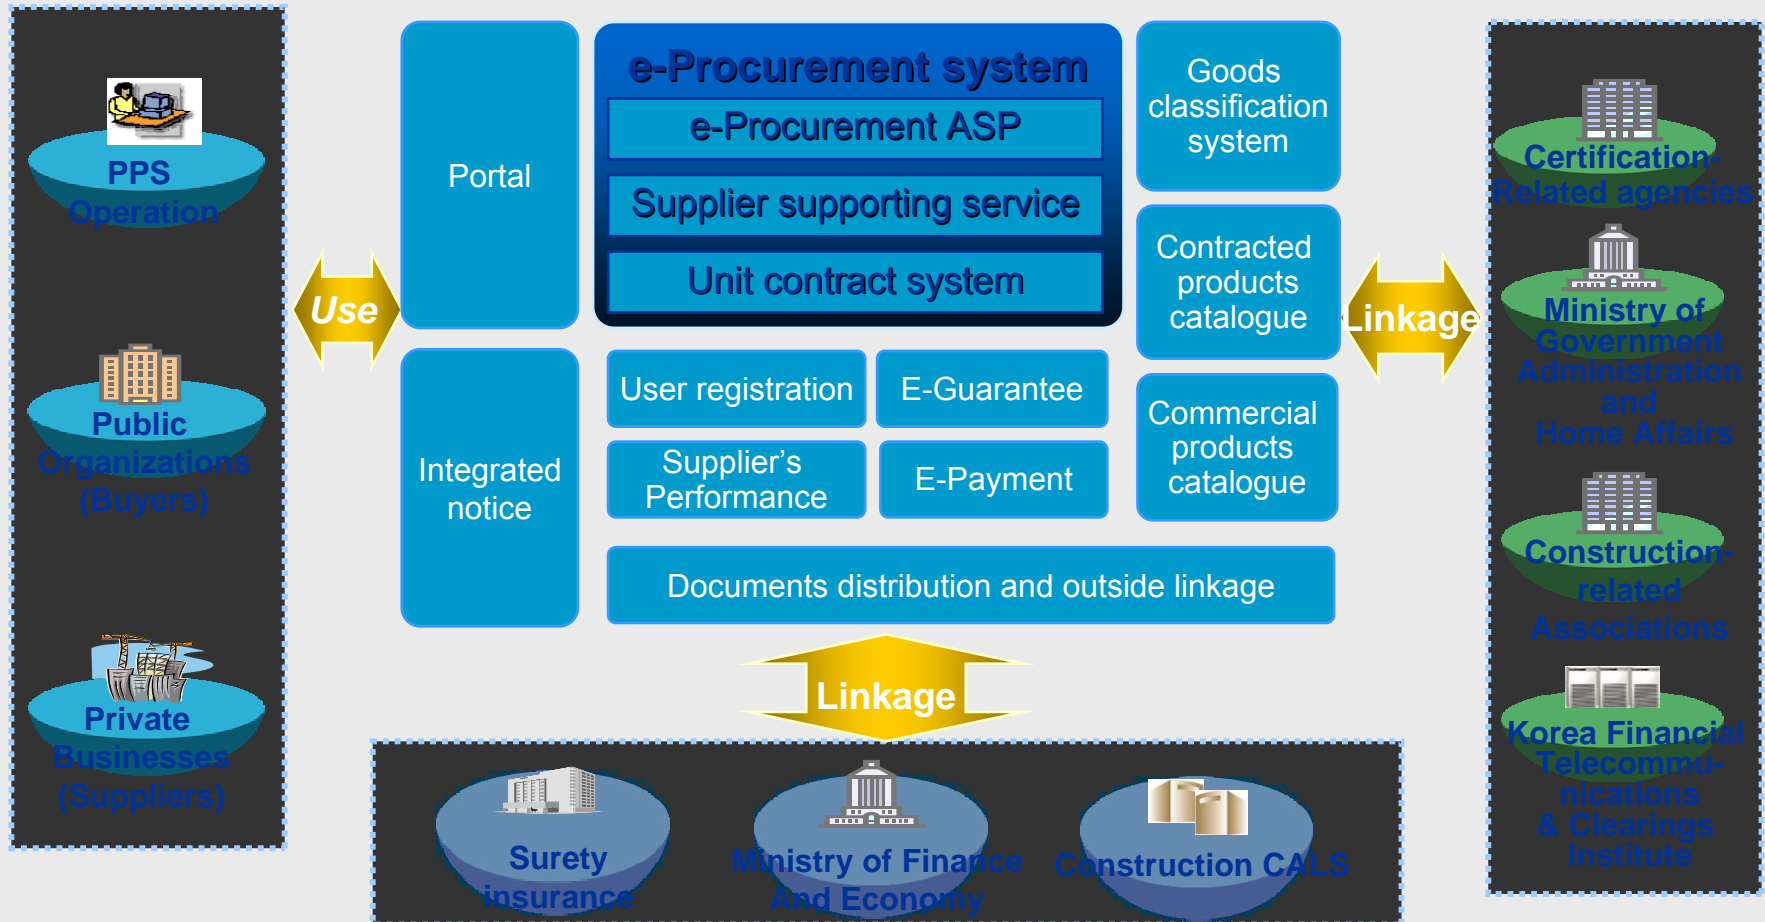 PPS
Operation
Public
Organizations
(Buyers)
Private
Businesses
(Suppliers)
Use
Portal
Integrated
notice
e-Procurement system
e-Procurement ASP
Supplier supporting service
Unit contract system
User registration
E-Guarantee
Supplier’s
Performance
E-Payment
Goods
classification
system
Contracted
products
catalogue
Commercial
products
catalogue
Documents distribution and outside linkage
Linkage
Certification-
Related agencies
Ministry of
Government
Administration
and
Home Affairs
Construction-
related
Associations
Korea Financial
Telecommu-
nications
& Clearings
Institute
Linkage
Surety
insurance
Ministry of Finance
And Economy
Construction CALS